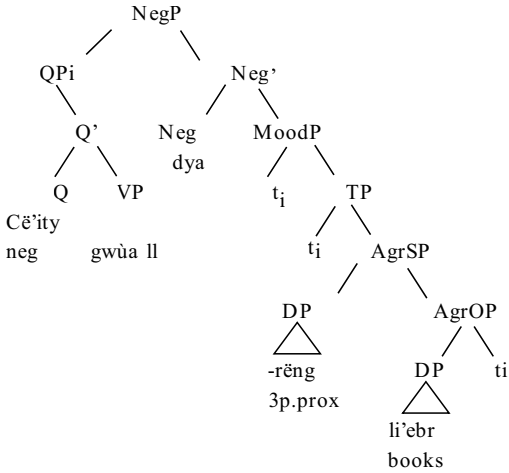 NegP
QPi Neg’
Q’ Neg MoodP
dya
Q VP ti TP
Cë’ity
neg gwùa ll ti AgrSP
DP AgrOP
-rëng DP ti
3p.prox
li’ebr
books